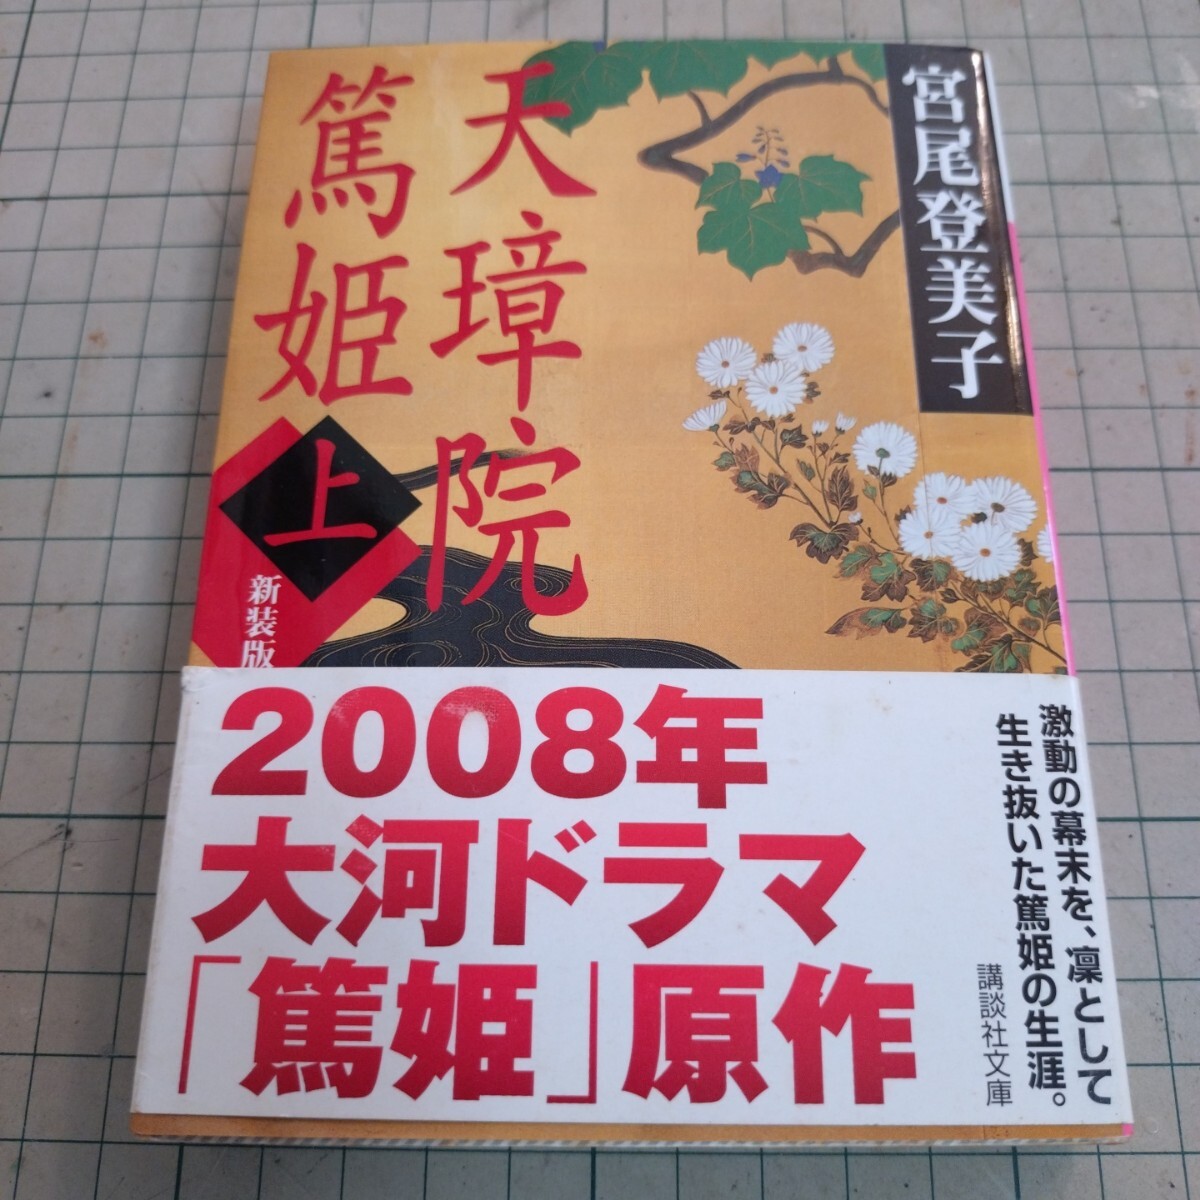 宮尾登美子
天璋院
篤姫
上
新装版
2008年
大河ドラマ
「篤姫」原作
激動の幕末を、凛として
生き抜いた篤姫の生涯。
講談社文庫